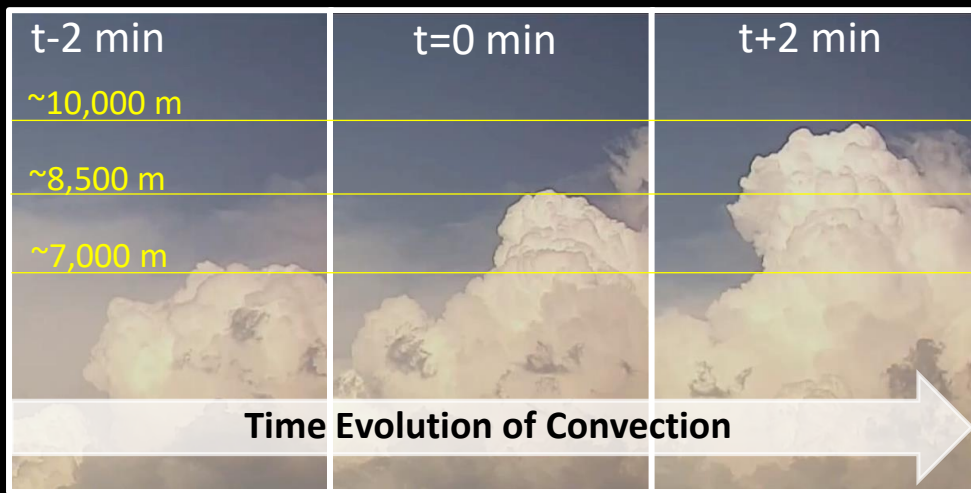 t-2 min
t=0 min
t+2 min
~10,000 m
~8,500 m
~7,000 m
Time Evolution of Convection